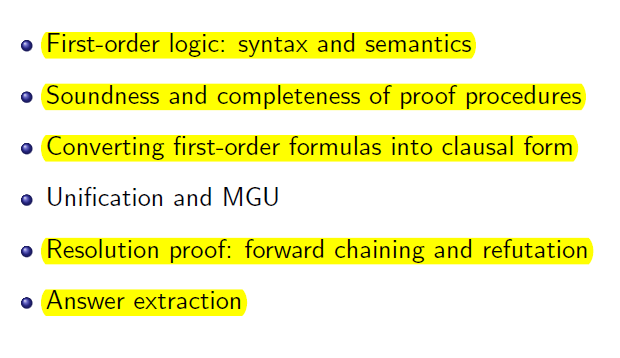 First-order logic: syntax and semantics
Soundness and completeness of proof procedures
Converting first-order formulas into clausal form
Unification and MGU
Resolution proof: forward chaining and refutation
Answer extraction